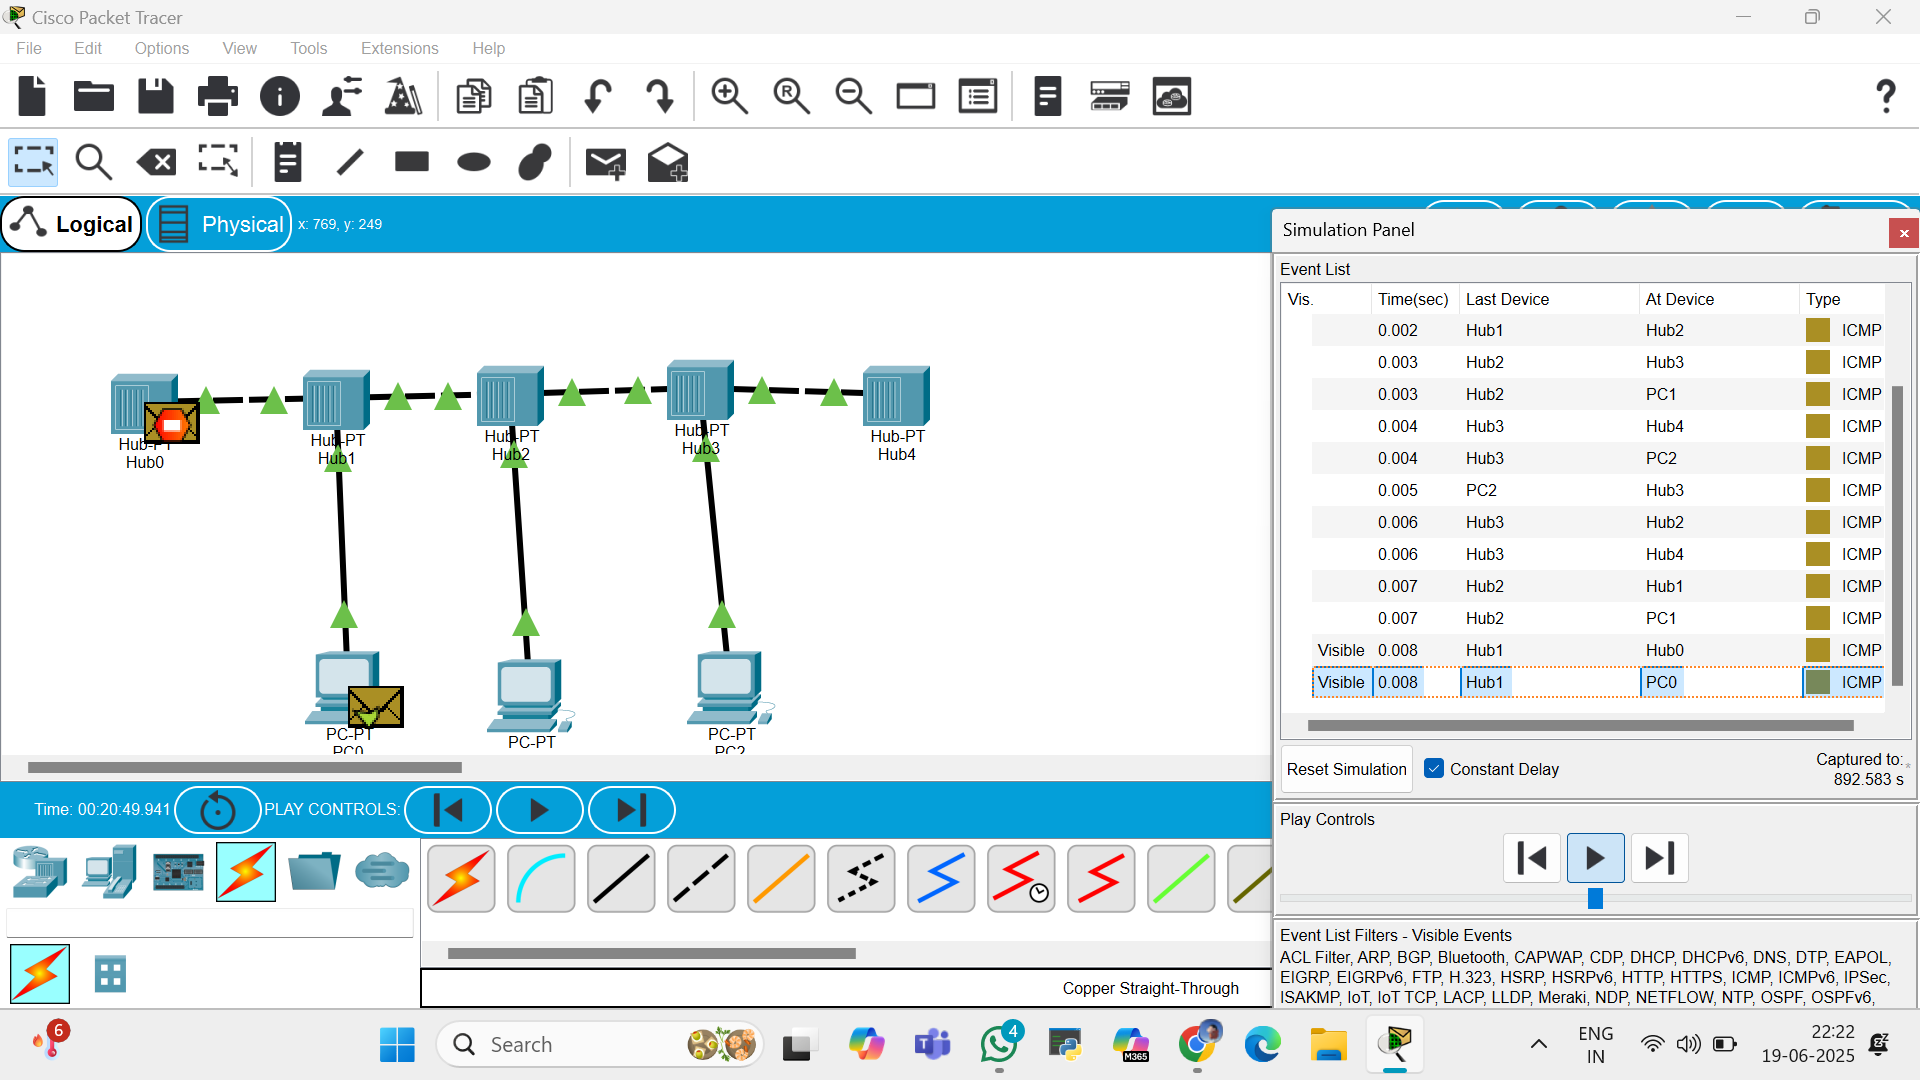 Cisco Packet Tracer
File Edit Options View Tools Extensions Help
Logical Physical x: 769, y: 249
Hub-PT
Hub0
Hub-PT
Hub1
Hub-PT
Hub2
Hub-PT
Hub3
Hub-PT
Hub4
PC-PT
PC0
PC-PT
PC-PT
PC2
Simulation Panel
x
Event List
Vis. Time(sec) Last Device At Device Type
0.002 Hub1 Hub2 ICMP
0.003 Hub2 Hub3 ICMP
0.003 Hub2 PC1 ICMP
0.004 Hub3 Hub4 ICMP
0.004 Hub3 PC2 ICMP
0.005 PC2 Hub3 ICMP
0.006 Hub3 Hub2 ICMP
0.006 Hub3 Hub4 ICMP
0.007 Hub2 Hub1 ICMP
0.007 Hub2 PC1 ICMP
Visible 0.008 Hub1 Hub0 ICMP
Visible 0.008 Hub1 PC0 ICMP
Reset Simulation Constant Delay Captured to: *
892.583 s
Play Controls
Event List Filters - Visible Events
ACL Filter, ARP, BGP, Bluetooth, CAPWAP, CDP, DHCP, DHCPv6, DNS, DTP, EAPOL,
EIGRP, EIGRPv6, FTP, H.323, HSRP, HSRPv6, HTTP, HTTPS, ICMP, ICMPv6, IPSec,
ISAKMP, IoT, IoT TCP, LACP, LLDP, Meraki, NDP, NETFLOW, NTP, OSPF, OSPFv6,
Time: 00:20:49.941 PLAY CONTROLS:
Copper Straight-Through
6
Search
4
M365
ENG
IN
22:22
19-06-2025